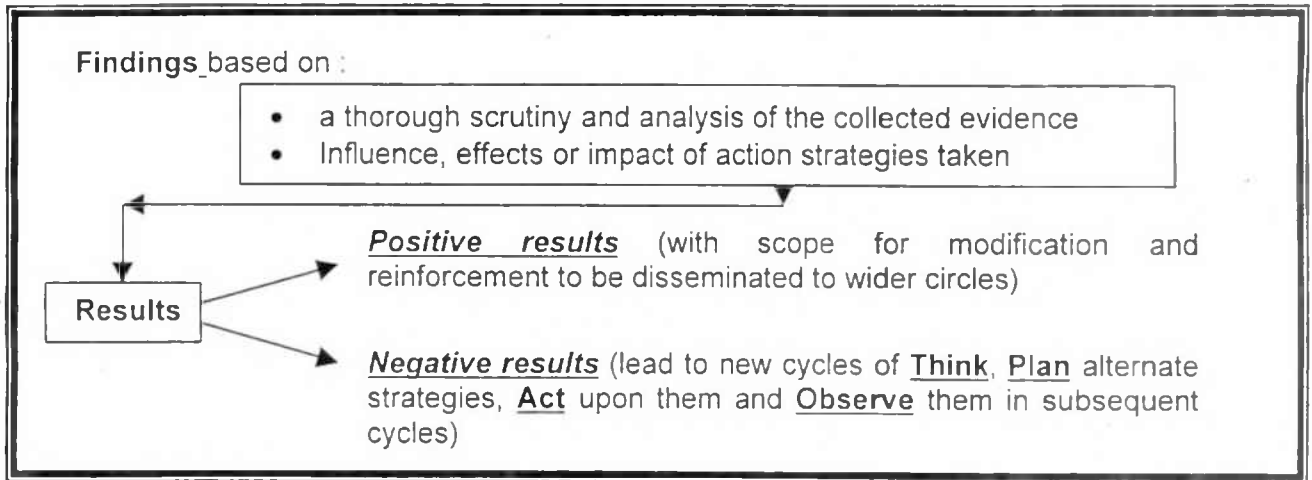 Findings based on :
• a thorough scrutiny and analysis of the collected evidence
• Influence, effects or impact of action strategies taken
Positive results (with scope for modification and
reinforcement to be disseminated to wider circles)
Results
Negative results (lead to new cycles of Think, Plan alternate
strategies, Act upon them and Observe them in subsequent
cycles)